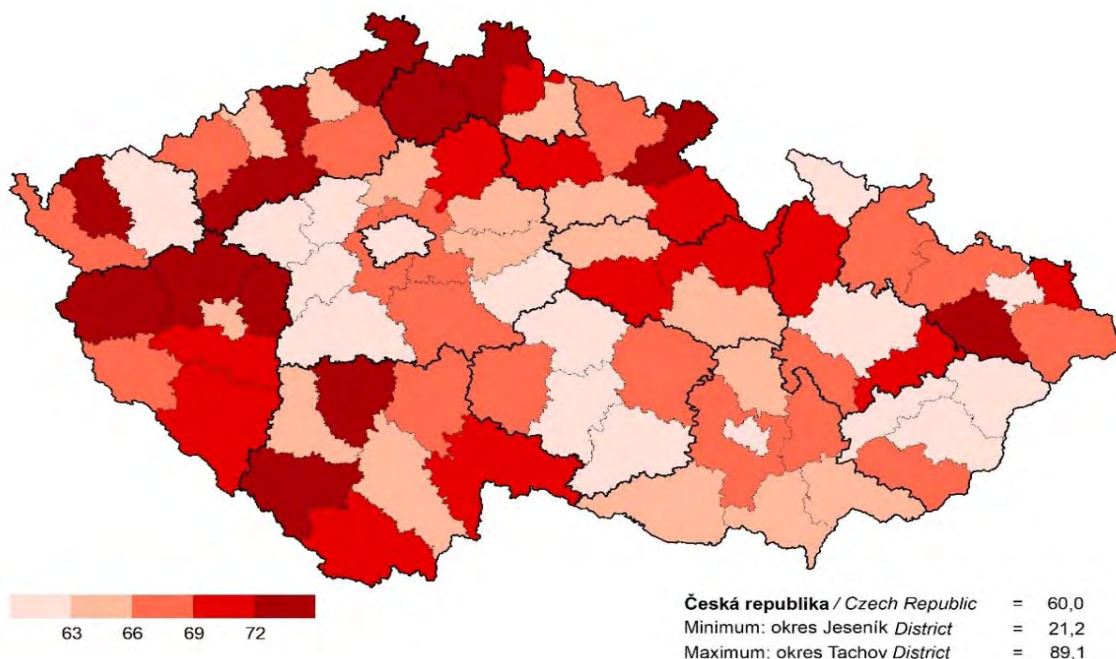 63 66 69 72
Česká republika / Czech Republic = 60,0
Minimum: okres Jeseník District = 21,2
Maximum: okres Tachov District = 89,1